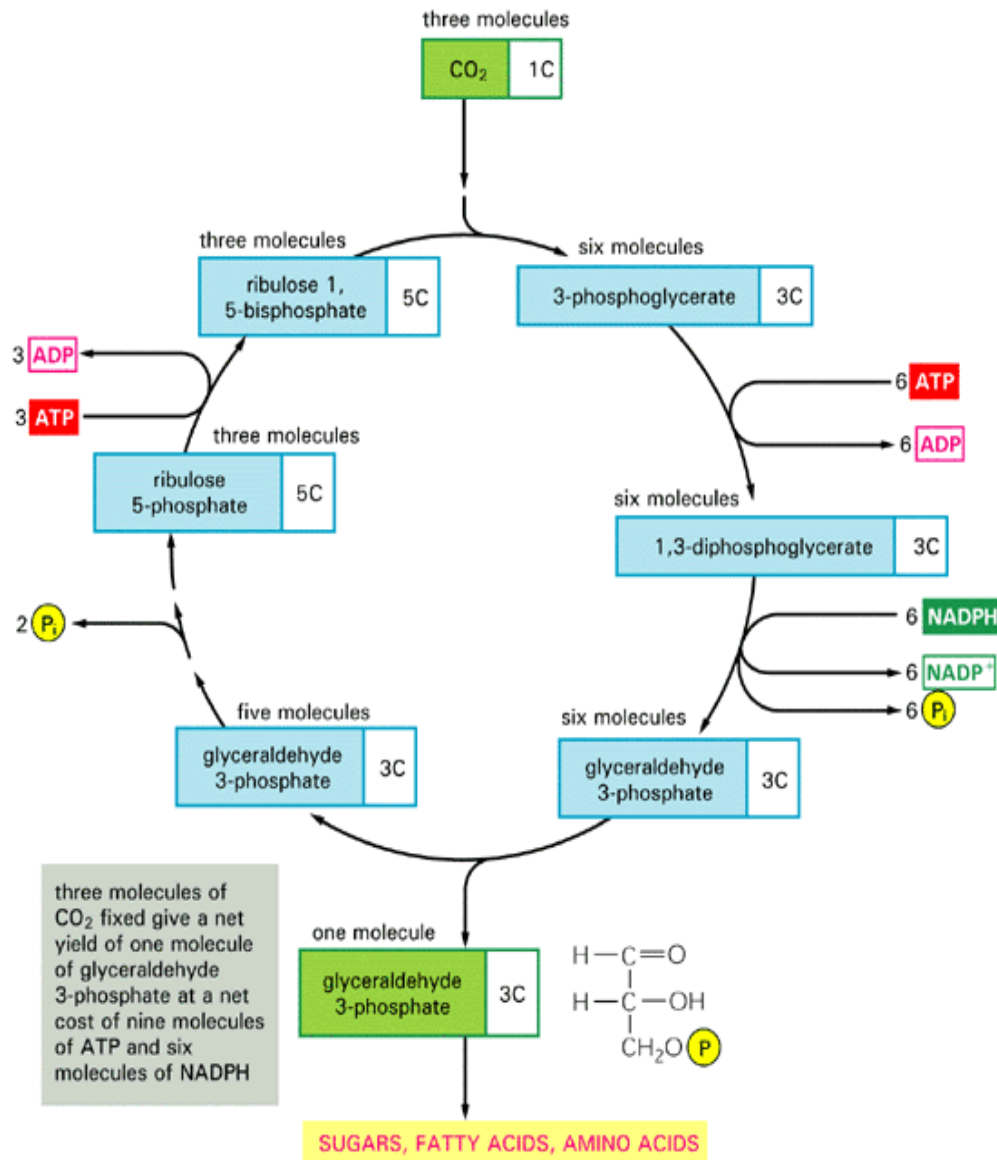 three molecules
CO₂ 1C
three molecules
ribulose 1,
5-bisphosphate
5C
six molecules
3-phosphoglycerate 3C
3 ADP
3 ATP
6 ATP
6 ADP
three molecules
ribulose
5-phosphate
5C
six molecules
1,3-diphosphoglycerate 3C
2 Pᵢ
6 NADPH
6 NADP⁺
6 Pᵢ
five molecules
glyceraldehyde
3-phosphate
3C
six molecules
glyceraldehyde
3-phosphate
3C
three molecules of
CO₂ fixed give a net
yield of one molecule
of glyceraldehyde
3-phosphate at a net
cost of nine molecules
of ATP and six
molecules of NADPH
one molecule
glyceraldehyde
3-phosphate
3C
H—C=O
H—C—OH
CH₂O P
SUGARS, FATTY ACIDS, AMINO ACIDS